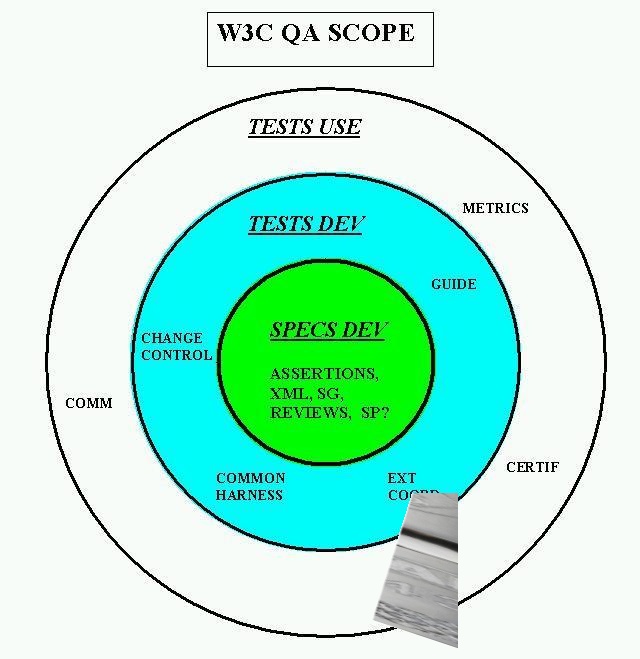 W3C QA SCOPE
TESTS USE
METRICS
TESTS DEV
GUIDE
SPECS DEV
CHANGE
CONTROL
ASSERTIONS,
XML, SG,
REVIEWS, SP?
COMM
CERTIF
COMMON
HARNESS
EXT